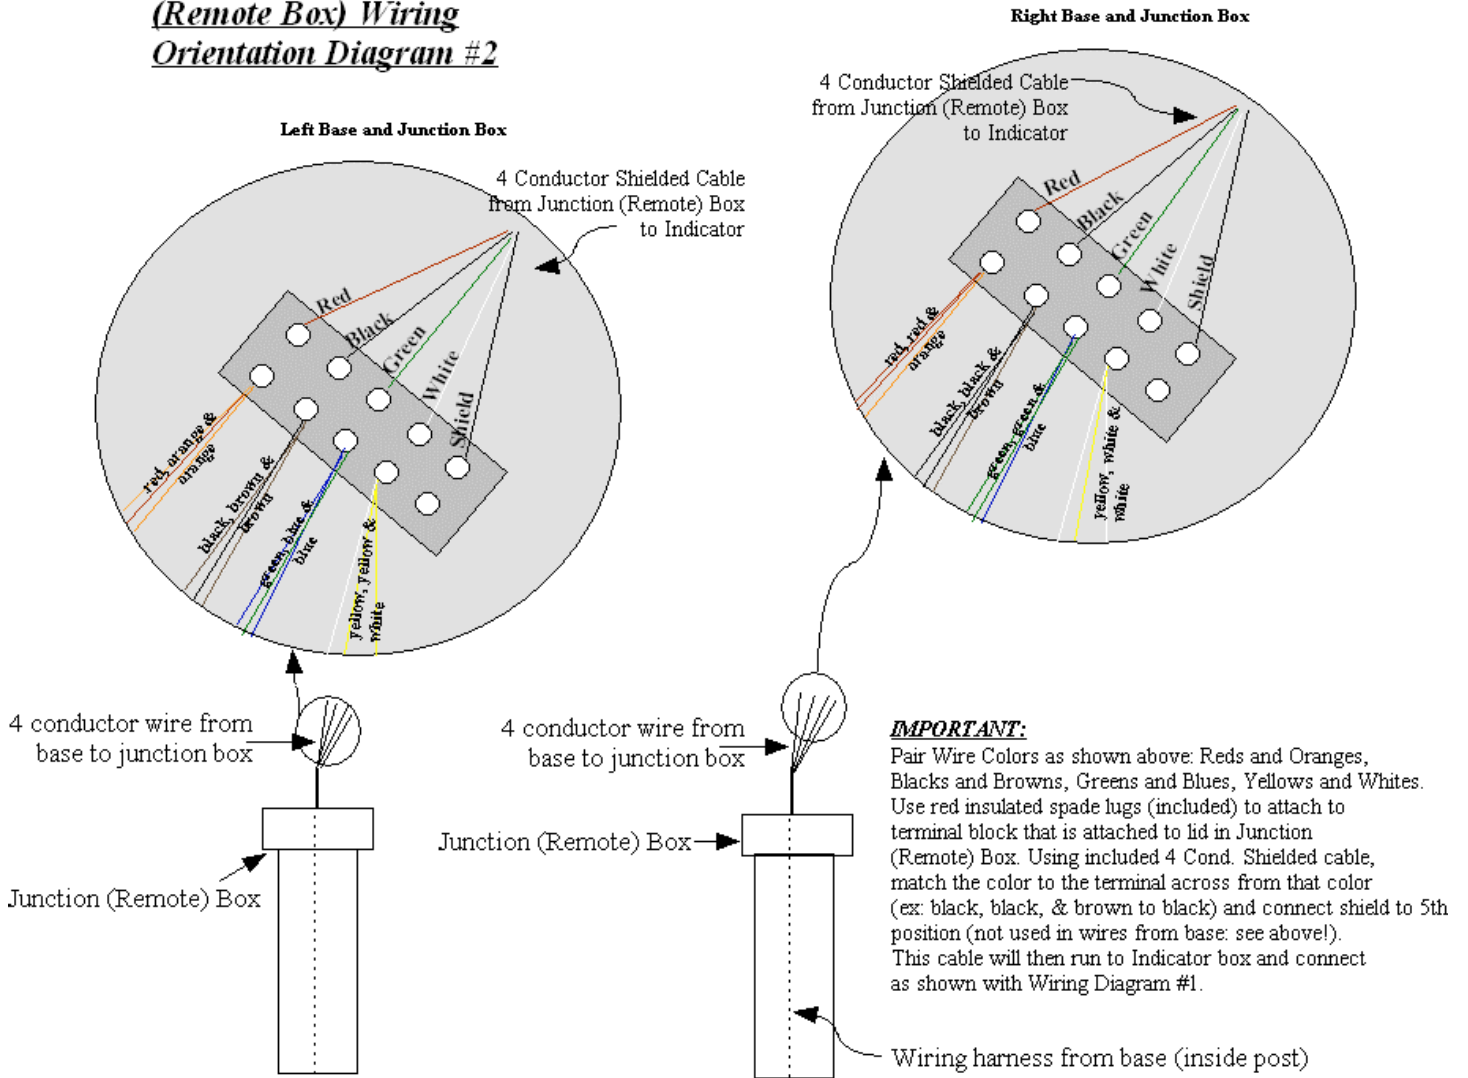 (Remote Box) Wiring
Orientation Diagram #2
Left Base and Junction Box
4 Conductor Shielded Cable
from Junction (Remote) Box
to Indicator
Red
Black
Green
White
Shield
red, orange &
orange
black, brown &
brown
green, blue &
blue
yellow, yellow &
white
4 conductor wire from
base to junction box
Junction (Remote) Box
Right Base and Junction Box
4 Conductor Shielded Cable
from Junction (Remote) Box
to Indicator
Red
Black
Green
White
Shield
red, red &
orange
black, black &
brown
green, green &
blue
yellow, white &
white
4 conductor wire from
base to junction box
Junction (Remote) Box
IMPORTANT:
Pair Wire Colors as shown above: Reds and Oranges,
Blacks and Browns, Greens and Blues, Yellows and Whites.
Use red insulated spade lugs (included) to attach to
terminal block that is attached to lid in Junction
(Remote) Box. Using included 4 Cond. Shielded cable,
match the color to the terminal across from that color
(ex: black, black, & brown to black) and connect shield to 5th
position (not used in wires from base: see above!).
This cable will then run to Indicator box and connect
as shown with Wiring Diagram #1.
Wiring harness from base (inside post)